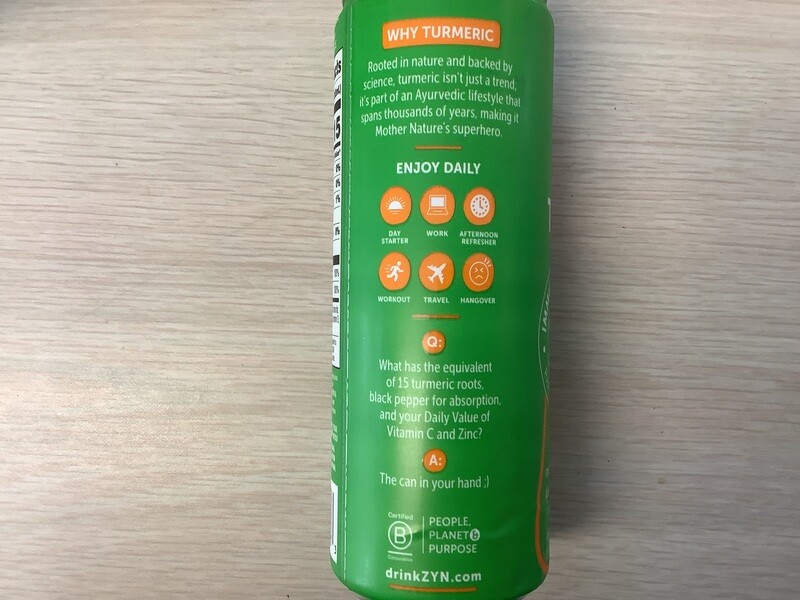 WHY TURMERIC
Rooted in nature and backed by
science, turmeric isn't just a trend,
it's part of an Ayurvedic lifestyle that
spans thousands of years, making it
Mother Nature's superhero.
ENJOY DAILY
DAY
STARTER
WORK
AFTERNOON
REFRESHER
WORKOUT
TRAVEL
HANGOVER
Q:
What has the equivalent
of 15 turmeric roots,
black pepper for absorption,
and your Daily Value of
Vitamin C and Zinc?
A:
The can in your hand ;)
Certified
B
Corporation
PEOPLE,
PLANET &
PURPOSE
drinkZYN.com